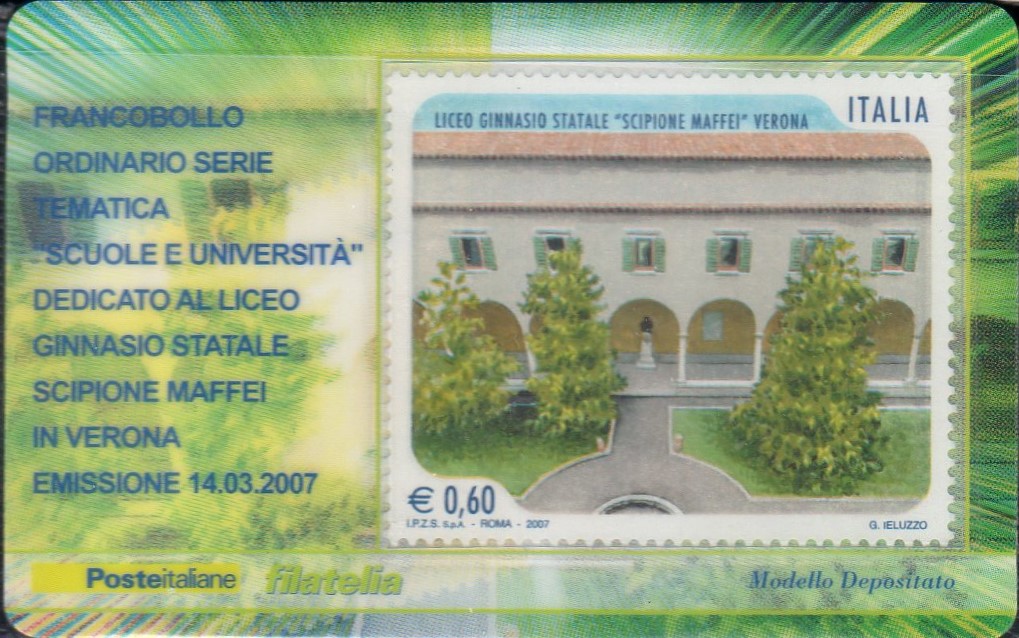 FRANCOBOLLO
ORDINARIO SERIE
TEMATICA
"SCUOLE E UNIVERSITÀ"
DEDICATO AL LICEO
GINNASIO STATALE
SCIPIONE MAFFEI
IN VERONA
EMISSIONE 14.03.2007
LICEO GINNASIO STATALE "SCIPIONE MAFFEI" VERONA
ITALIA
€ 0,60
I.P.Z.S. S.p.A. - ROMA - 2007
G. IELUZZO
Posteitaliane filatelia
Modello Depositato